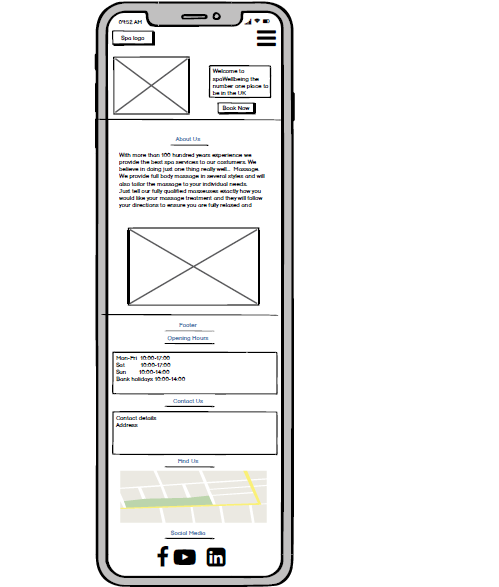 09:52 AM
Spa logo
Welcome to
spaWellbeing the
number one place to
be in the UK
Book Now
About Us
With more than 100 hundred years experience we
provide the best spa services to our costumers. We
believe in doing just one thing really well... Massage.
We provide full body massage in several styles and will
also tailor the massage to your individual needs.
Just tell our fully qualified masseuses exactly how you
would like your massage treatment and they will follow
your directions to ensure you are fully relaxed and
Footer
Opening Hours
Mon-Fri 10:00-17:00
Sat 10:00-17:00
Sun 10:00-14:00
Bank holidays 10:00-14:00
Contact Us
Contact details
Address
Find Us
Social Media